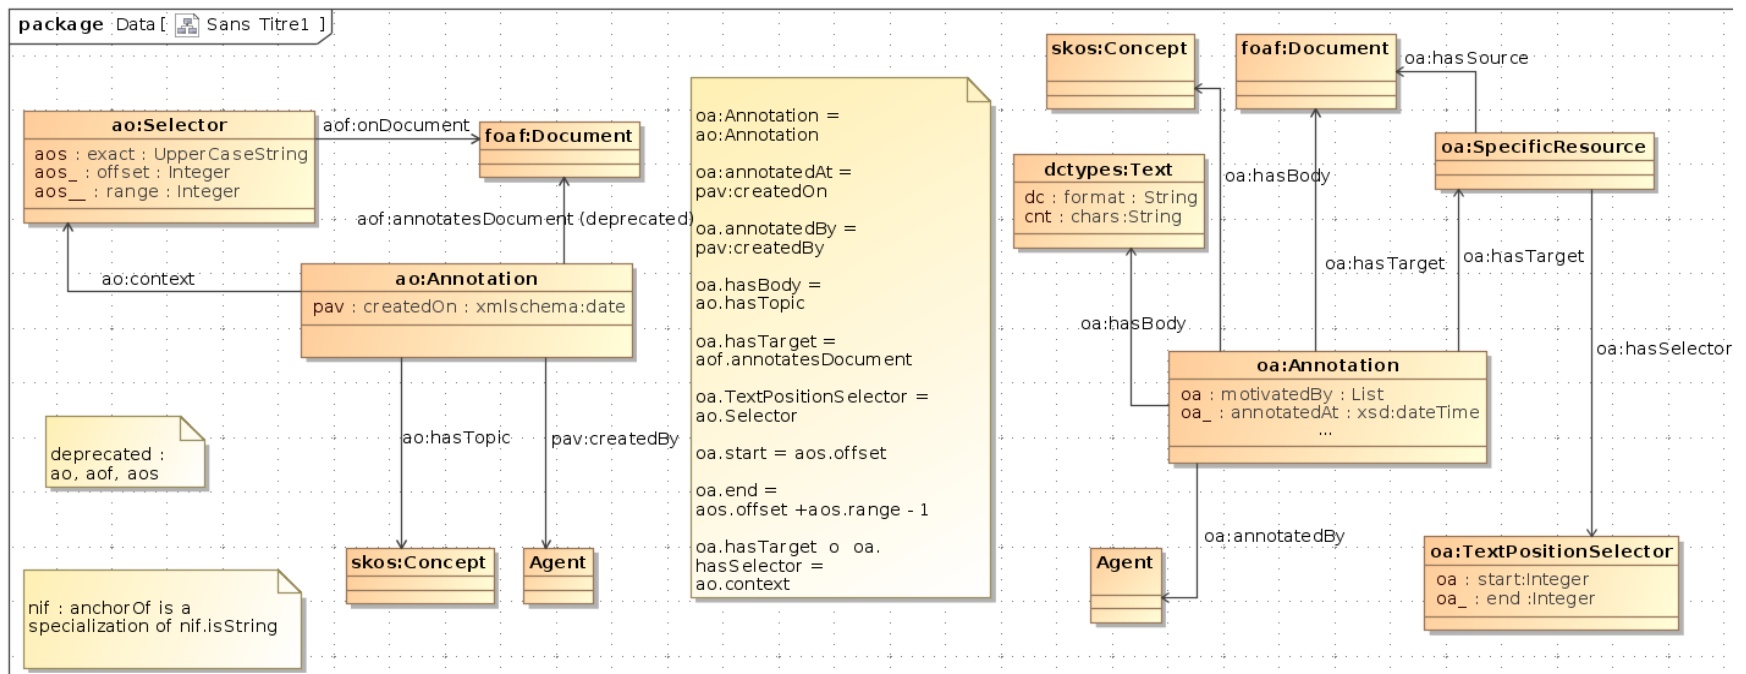 package Data [ Sans Titre1 ]
ao:Selector
aos : exact : UpperCaseString
aos_ : offset : Integer
aos__ : range : Integer
aof:onDocument
foaf:Document
aof:annotatesDocument (deprecated)
ao:context
ao:Annotation
pav : createdOn : xmlschema:date
ao:hasTopic
pav:createdBy
deprecated :
ao, aof, aos
skos:Concept
Agent
nif : anchorOf is a
specialization of nif.isString
oa:Annotation =
ao:Annotation
oa:annotatedAt =
pav:createdOn
oa.annotatedBy =
pav:createdBy
oa.hasBody =
ao.hasTopic
oa.hasTarget =
aof.annotatesDocument
oa.TextPositionSelector =
ao.Selector
oa.start = aos.offset
oa.end =
aos.offset +aos.range - 1
oa.hasTarget o oa.
hasSelector =
ao.context
skos:Concept
foaf:Document
oa:hasSource
oa:SpecificResource
dctypes:Text
dc : format : String
cnt : chars:String
oa:hasBody
oa:hasTarget
oa:hasTarget
oa:hasBody
oa:hasSelector
oa:Annotation
oa : motivatedBy : List
oa_ : annotatedAt : xsd:dateTime
...
oa:annotatedBy
Agent
oa:TextPositionSelector
oa : start:Integer
oa_ : end :Integer